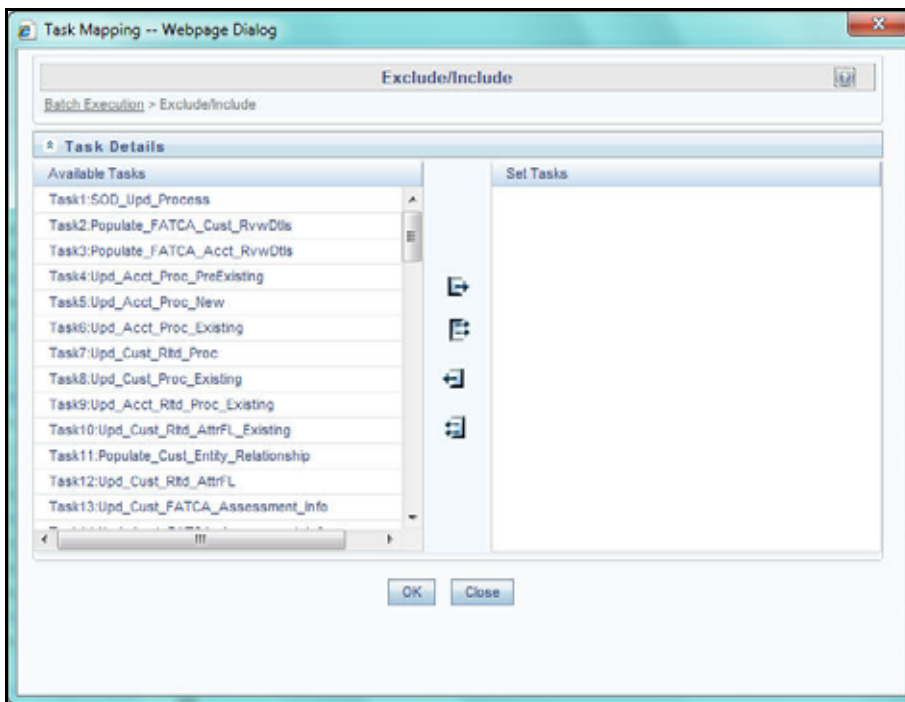 Task Mapping -- Webpage Dialog
Exclude/Include
Batch Execution > Exclude/Include
Task Details
Available Tasks
Set Tasks
Task1:SOD_Upd_Process
Task2:Populate_FATCA_Cust_RvwDtls
Task3:Populate_FATCA_Acct_RvwDtls
Task4:Upd_Acct_Proc_PreExisting
Task5:Upd_Acct_Proc_New
Task6:Upd_Acct_Proc_Existing
Task7:Upd_Cust_Rltd_Proc
Task8:Upd_Cust_Proc_Existing
Task9:Upd_Acct_Rltd_Proc_Existing
Task10:Upd_Cust_Rltd_AttrFL_Existing
Task11:Populate_Cust_Entity_Relationship
Task12:Upd_Cust_Rltd_AttrFL
Task13:Upd_Cust_FATCA_Assessment_Info
OK
Close